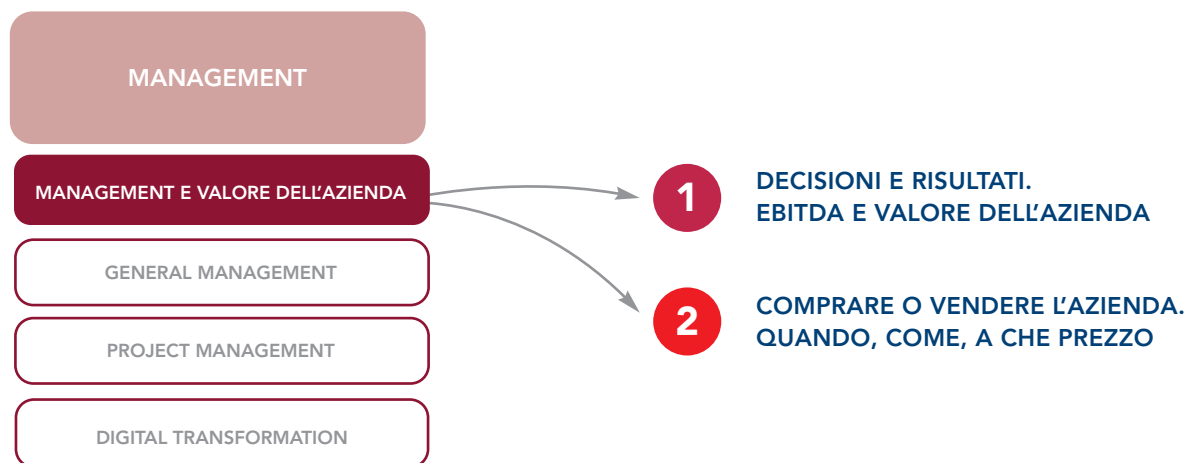 MANAGEMENT
MANAGEMENT E VALORE DELL'AZIENDA
GENERAL MANAGEMENT
PROJECT MANAGEMENT
DIGITAL TRANSFORMATION
1
DECISIONI E RISULTATI.
EBITDA E VALORE DELL'AZIENDA
2
COMPRARE O VENDERE L'AZIENDA.
QUANDO, COME, A CHE PREZZO